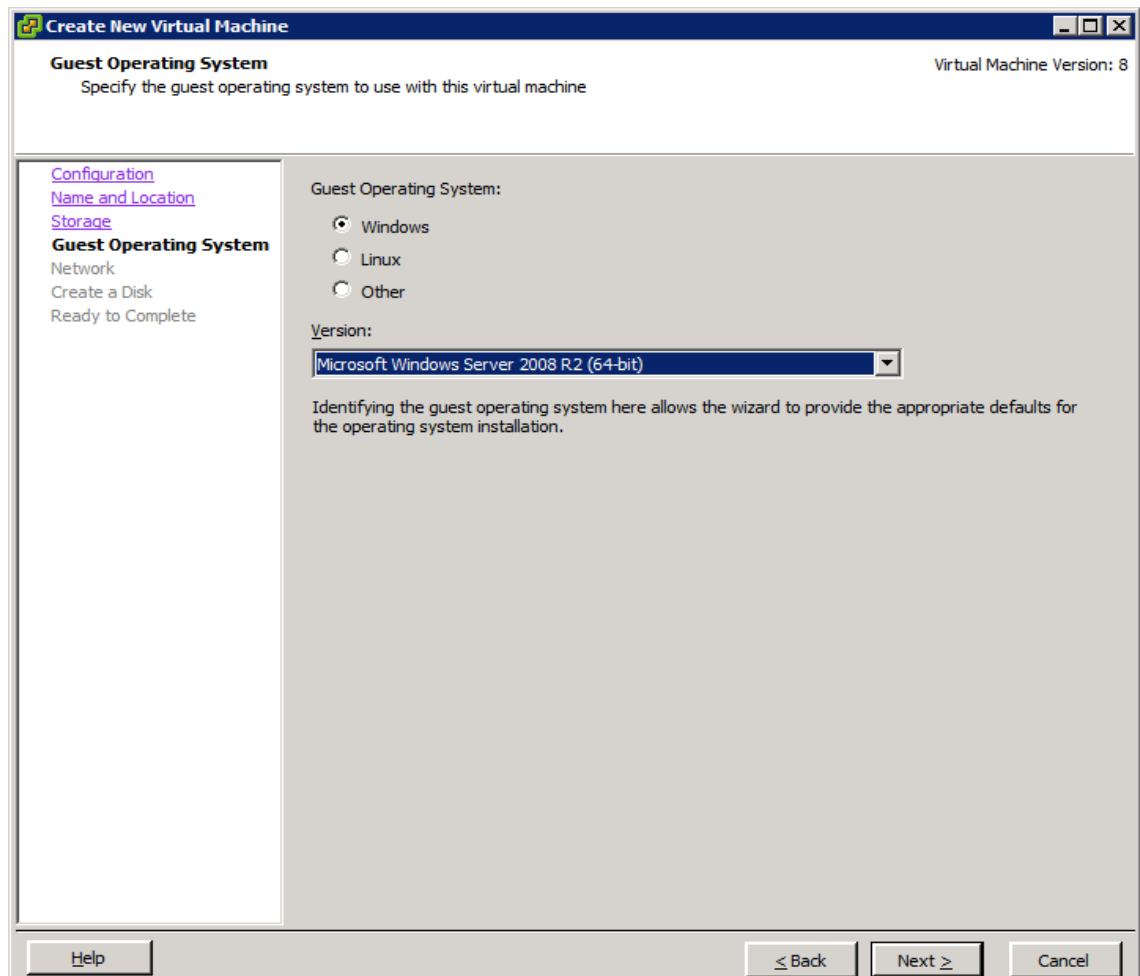 Create New Virtual Machine
Guest Operating System
Virtual Machine Version: 8
Specify the guest operating system to use with this virtual machine
Configuration
Name and Location
Storage
Guest Operating System
Network
Create a Disk
Ready to Complete
Guest Operating System:
Windows
Linux
Other
Version:
Microsoft Windows Server 2008 R2 (64-bit)
Identifying the guest operating system here allows the wizard to provide the appropriate defaults for
the operating system installation.
Help
< Back
Next >
Cancel